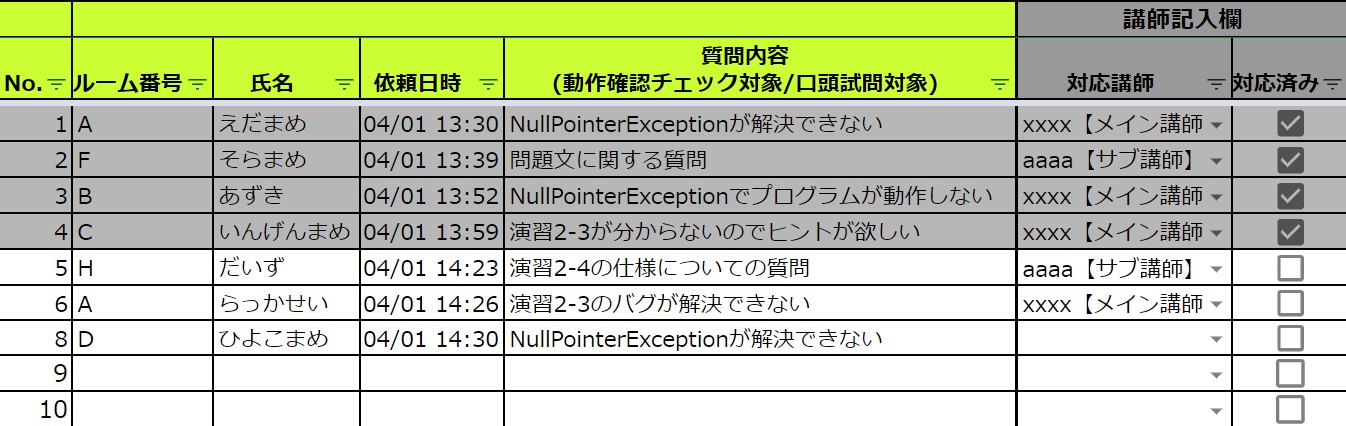 講師記入欄
No. ルーム番号 氏名 依頼日時 質問内容 対応講師 対応済み
(動作確認チェック対象/口頭試問対象)
1 A えだまめ 04/01 13:30 NullPointerExceptionが解決できない xxxx【メイン講師
2 F そらまめ 04/01 13:39 問題文に関する質問 aaaa【サブ講師】
3 B あずき 04/01 13:52 NullPointerExceptionでプログラムが動作しない xxxx【メイン講師
4 C いんげんまめ 04/01 13:59 演習2-3が分からないのでヒントが欲しい xxxx【メイン講師
5 H だいず 04/01 14:23 演習2-4の仕様についての質問 aaaa【サブ講師】
6 A らっかせい 04/01 14:26 演習2-3のバグが解決できない xxxx【メイン講師
8 D ひよこまめ 04/01 14:30 NullPointerExceptionが解決できない
9
10